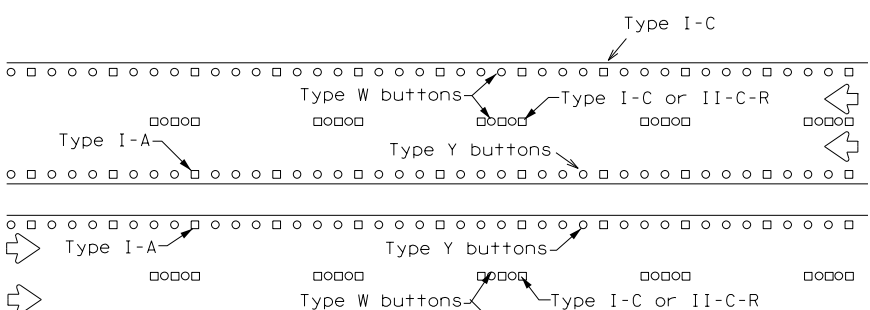 Type I-C
Type W buttons
Type I-C or II-C-R
Type I-A
Type Y buttons
Type I-A
Type Y buttons
Type W buttons
Type I-C or II-C-R